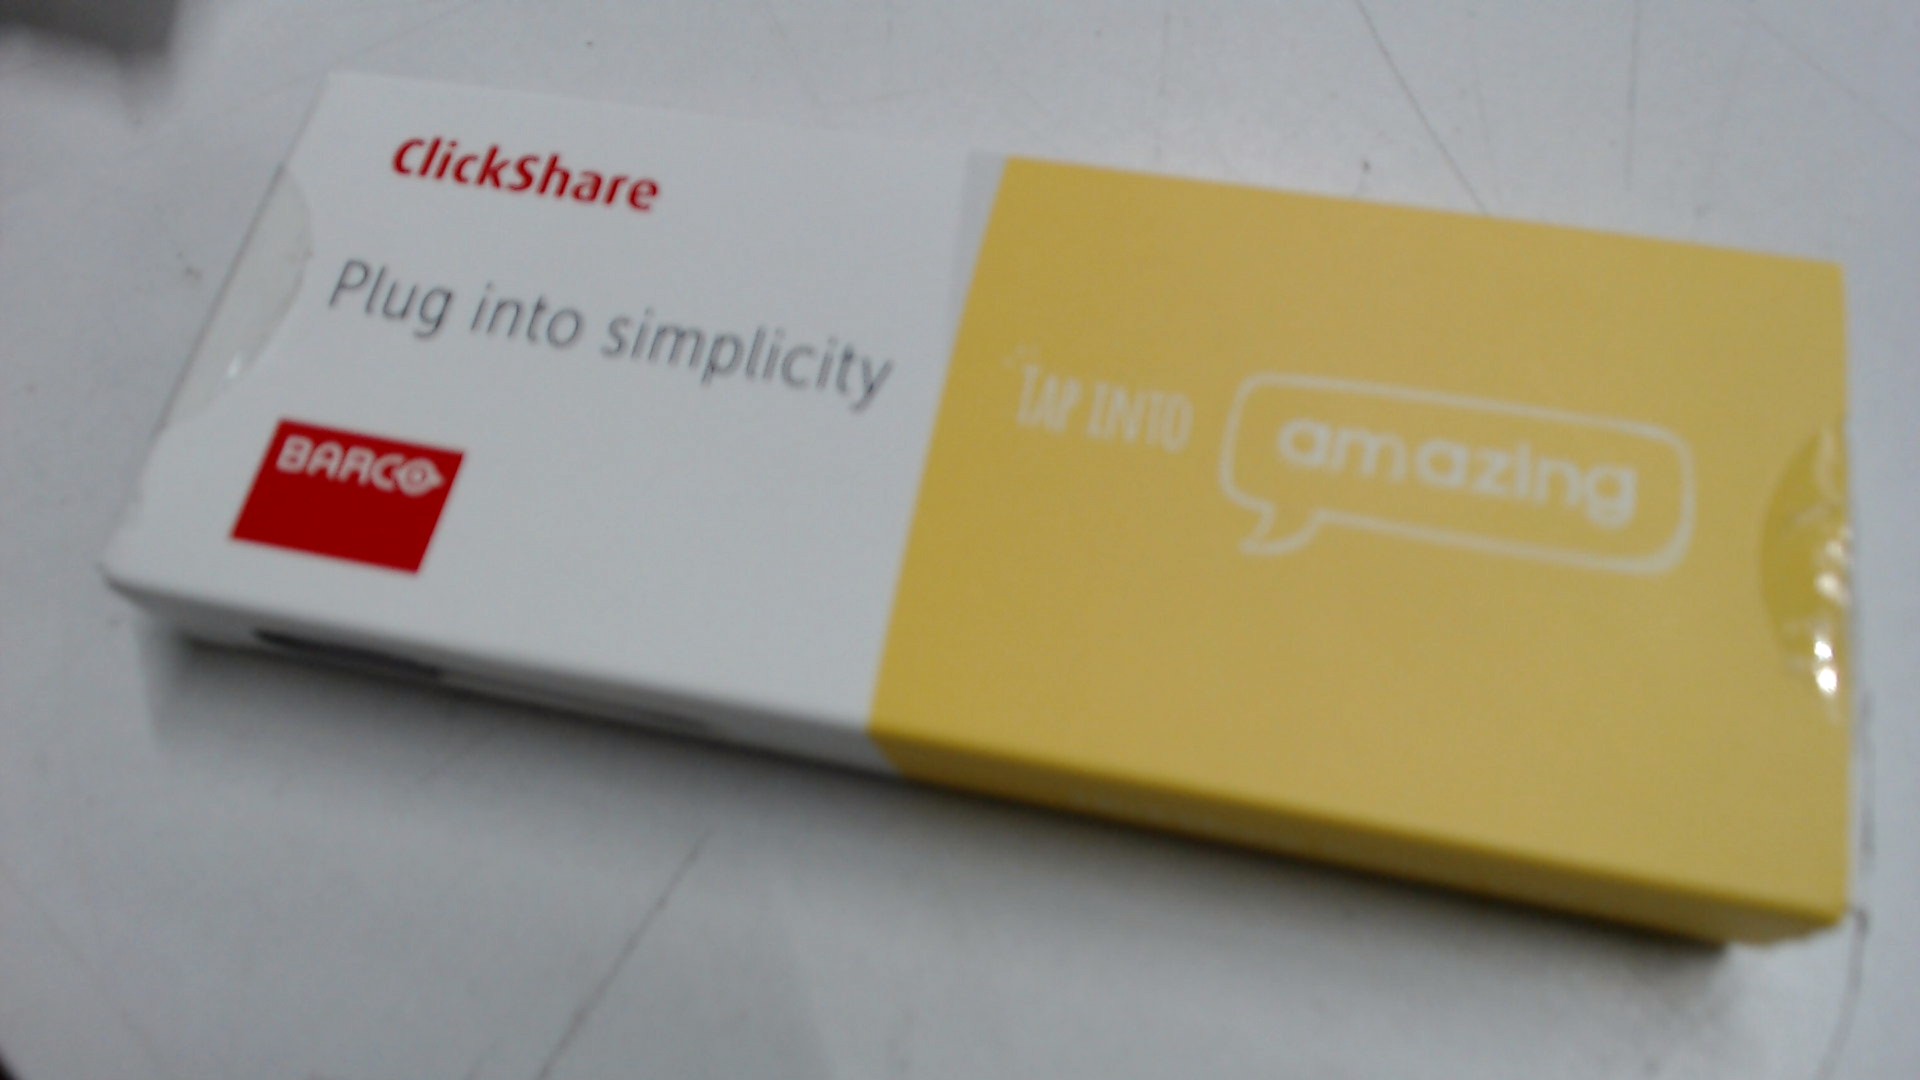 ClickShare
Plug into simplicity
BARCO
TAP INTO amazing